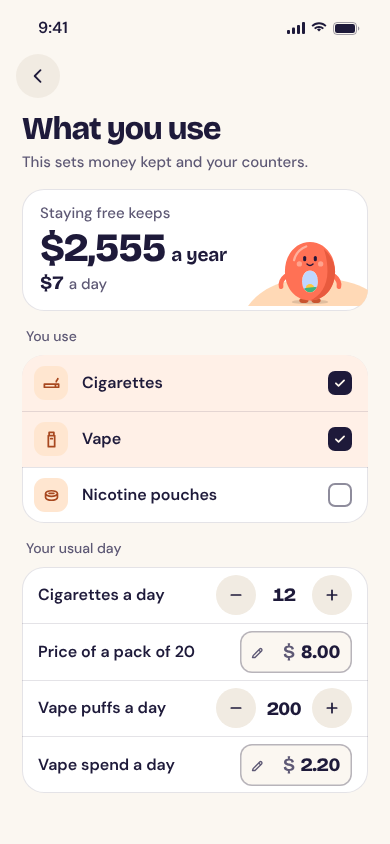 9:41
What you use
This sets money kept and your counters.
Staying free keeps
$2,555 a year
$7 a day
You use
Cigarettes
Vape
Nicotine pouches
Your usual day
Cigarettes a day − 12 +
Price of a pack of 20 $ 8.00
Vape puffs a day − 200 +
Vape spend a day $ 2.20